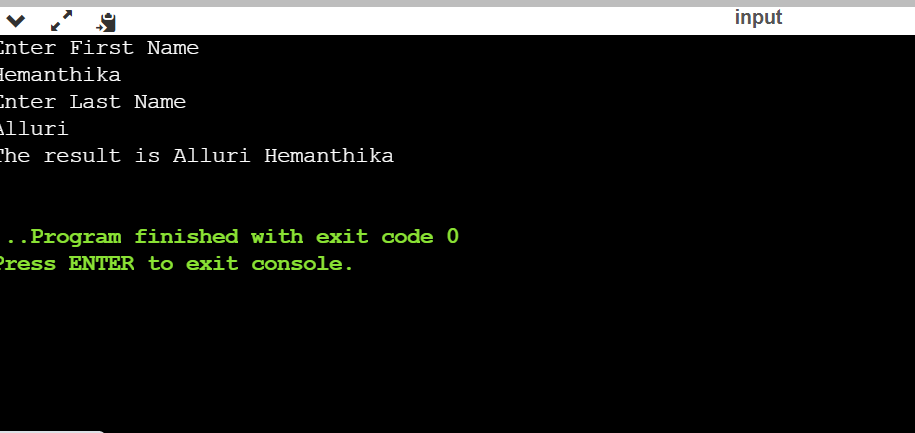 input
Enter First Name
Hemanthika
Enter Last Name
Alluri
The result is Alluri Hemanthika
...Program finished with exit code 0
Press ENTER to exit console.